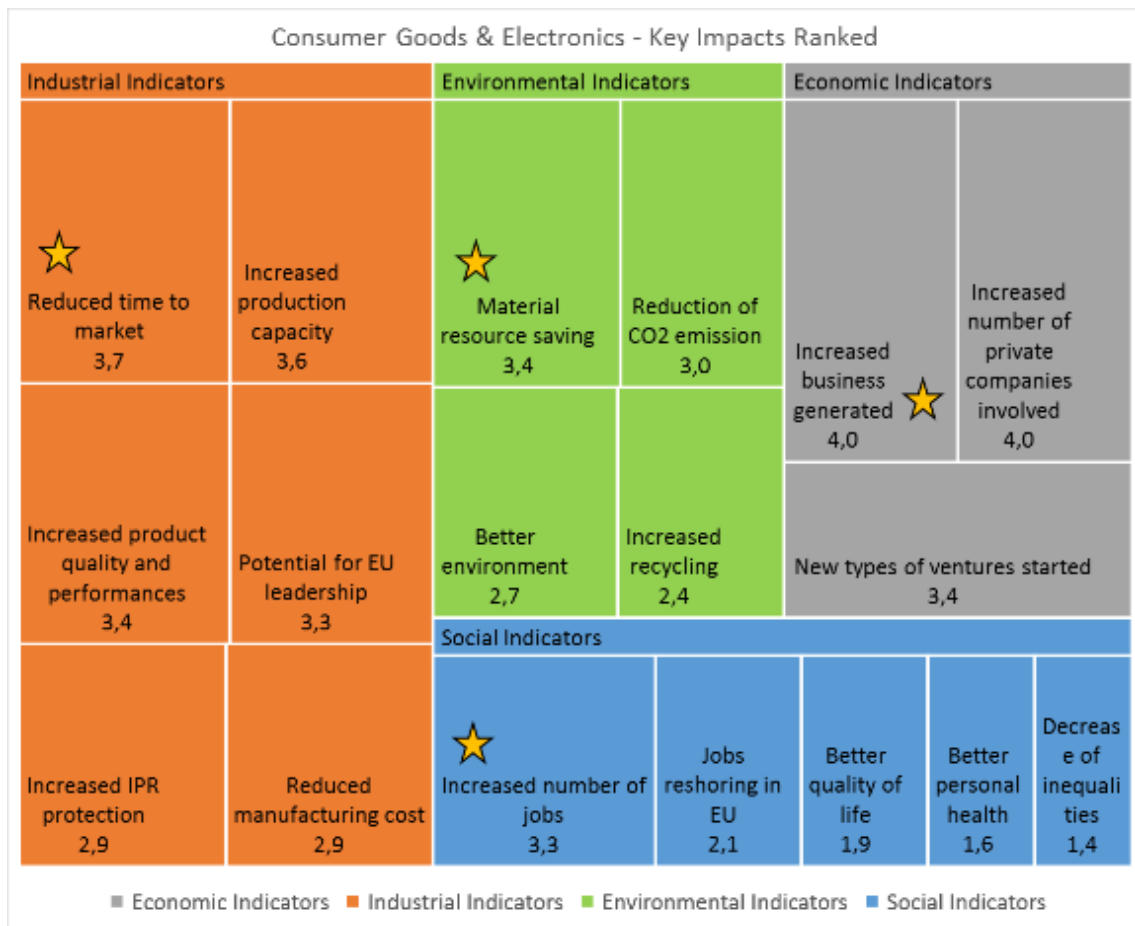 Consumer Goods & Electronics - Key Impacts Ranked
Industrial Indicators
Reduced time to
market
3,7
Increased
production
capacity
3,6
Increased product
quality and
performances
3,4
Potential for EU
leadership
3,3
Increased IPR
protection
2,9
Reduced
manufacturing cost
2,9
Environmental Indicators
Material
resource saving
3,4
Reduction of
CO2 emission
3,0
Better
environment
2,7
Increased
recycling
2,4
Economic Indicators
Increased
business
generated
4,0
Increased
number of
private
companies
involved
4,0
New types of ventures started
3,4
Social Indicators
Increased number of
jobs
3,3
Jobs
reshoring in
EU
2,1
Better
quality of
life
1,9
Better
personal
health
1,6
Decreas
e of
inequali
ties
1,4
Economic Indicators
Industrial Indicators
Environmental Indicators
Social Indicators